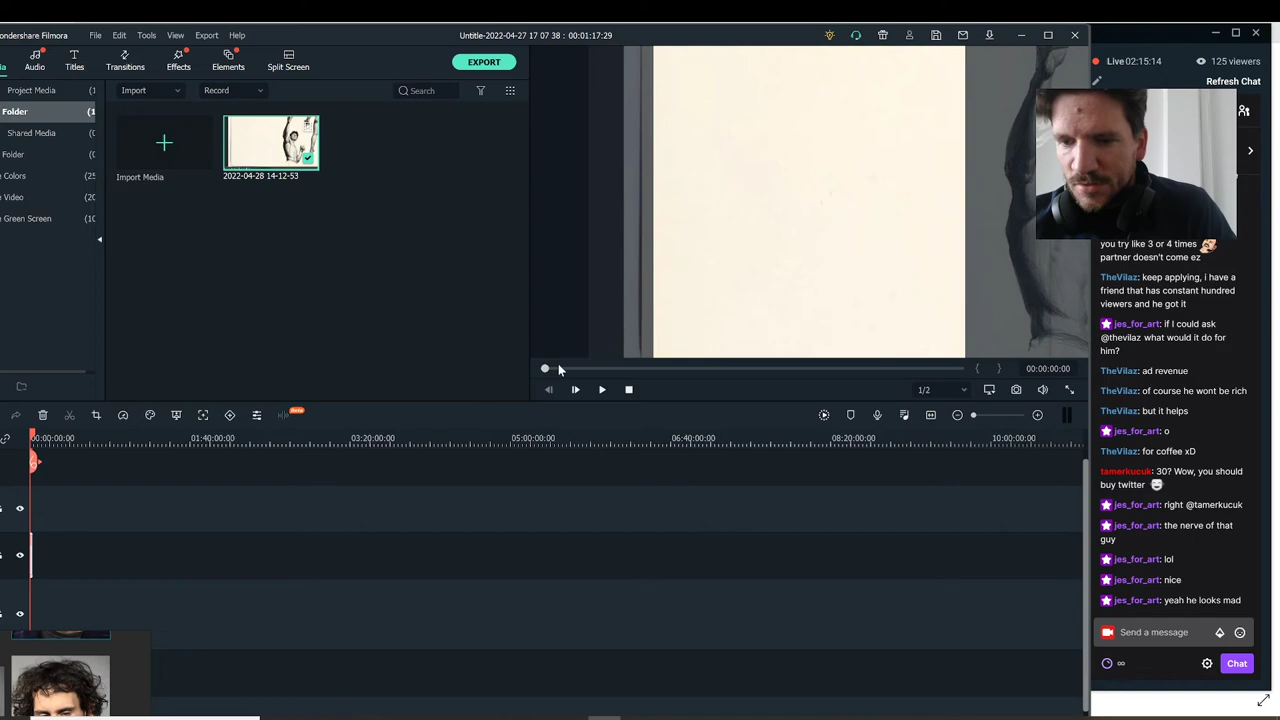 ondershare Filmora File Edit Tools View Export Help Untitle-2022-04-27 17 07 38 : 00:01:17:29
Audio Titles Transitions Effects Elements Split Screen EXPORT
Live 02:15:14 125 viewers
Refresh Chat
Project Media (1 Import Record Search
Folder (1
Shared Media (0
Folder (0
e Colors (25
e Video (0
e Green Screen (10
Import Media 2022-04-28 14-12-53
00:00:00:00
1/2
Beta
00:00:00:00 01:40:00:00 03:20:00:00 05:00:00:00 06:40:00:00 08:20:00:00 10:00:00:00
you try like 3 or 4 times
partner doesn't come ez
TheVilaz: keep applying, i have a
friend that has constant hundred
viewers and he got it
jes_for_art: if I could ask
@thevilaz what would it do for
him?
TheVilaz: ad revenue
TheVilaz: of course he wont be rich
TheVilaz: but it helps
jes_for_art: o
TheVilaz: for coffee xD
tamerkucuk: 30? Wow, you should
buy twitter
jes_for_art: right @tamerkucuk
jes_for_art: the nerve of that
guy
jes_for_art: lol
jes_for_art: nice
jes_for_art: yeah he looks mad
Send a message
∞ Chat